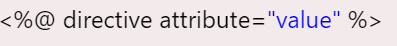 <%@ directive attribute="value" %>